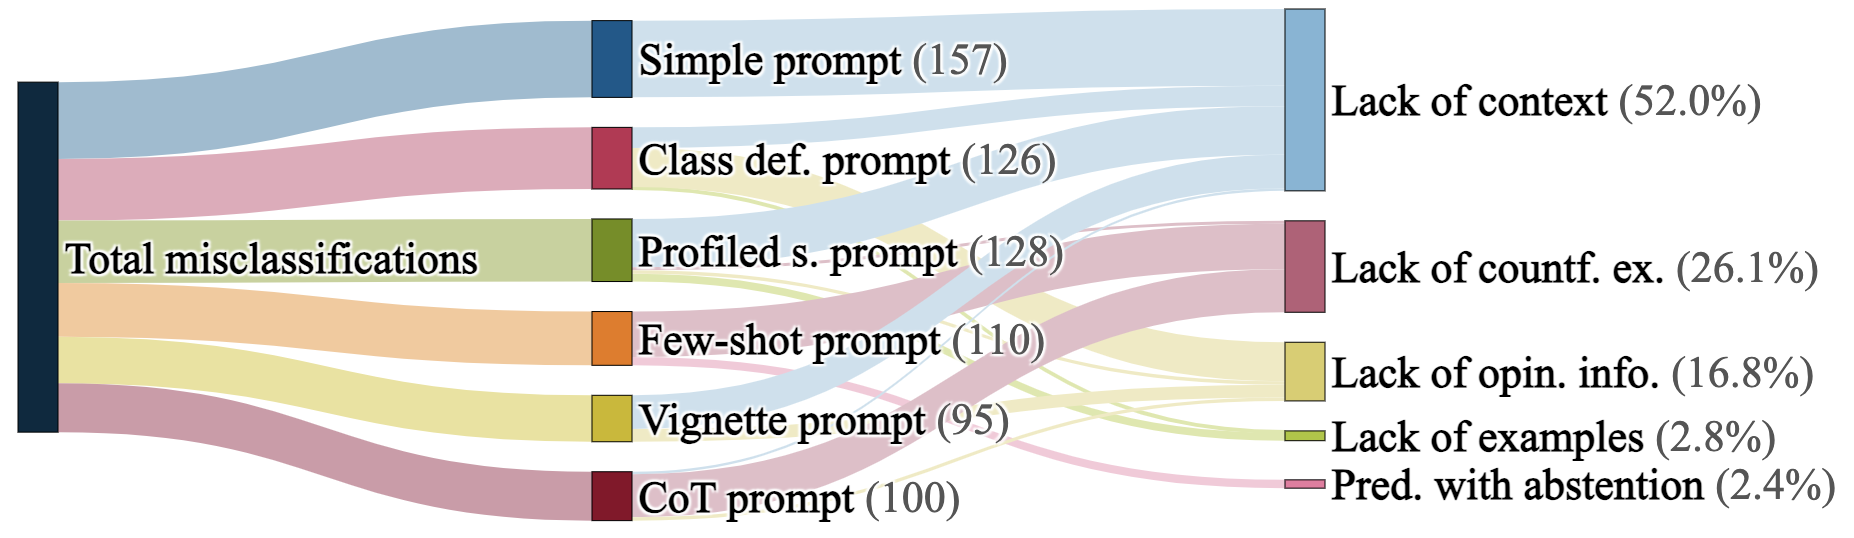 Total misclassifications
Simple prompt (157)
Class def. prompt (126)
Profiled s. prompt (128)
Few-shot prompt (110)
Vignette prompt (95)
CoT prompt (100)
Lack of context (52.0%)
Lack of countf. ex. (26.1%)
Lack of opin. info. (16.8%)
Lack of examples (2.8%)
Pred. with abstention (2.4%)